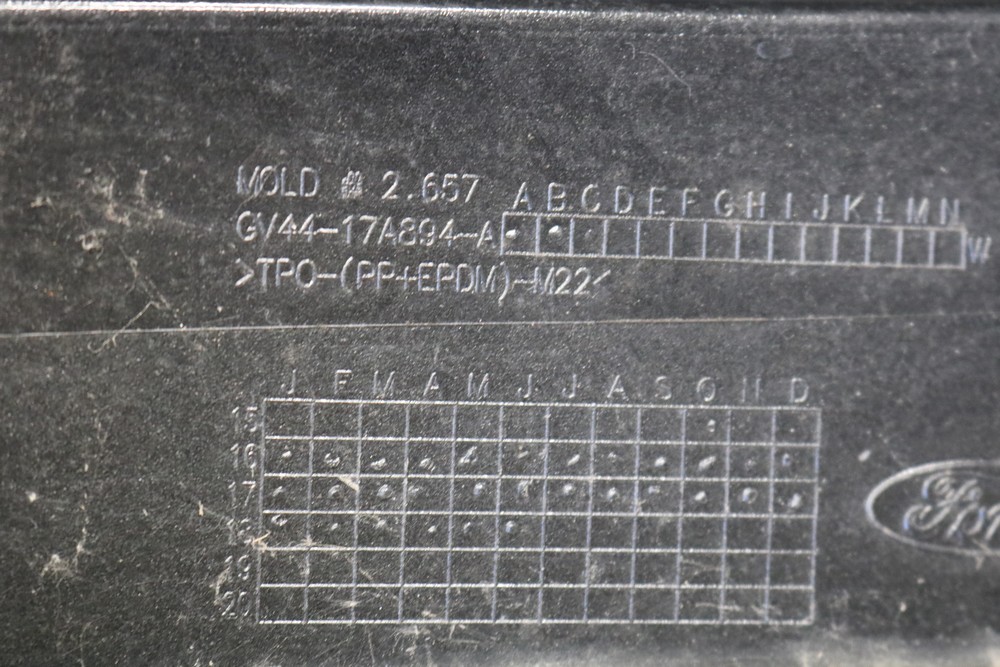 MOLD # 2.657 A B C D E F G H I J K L M N
GV44-17A894-A W
>TPO-(PP+EPDM)-M22<
J F M A M J J A S O N D
15
16
17
18
19
20
Ford